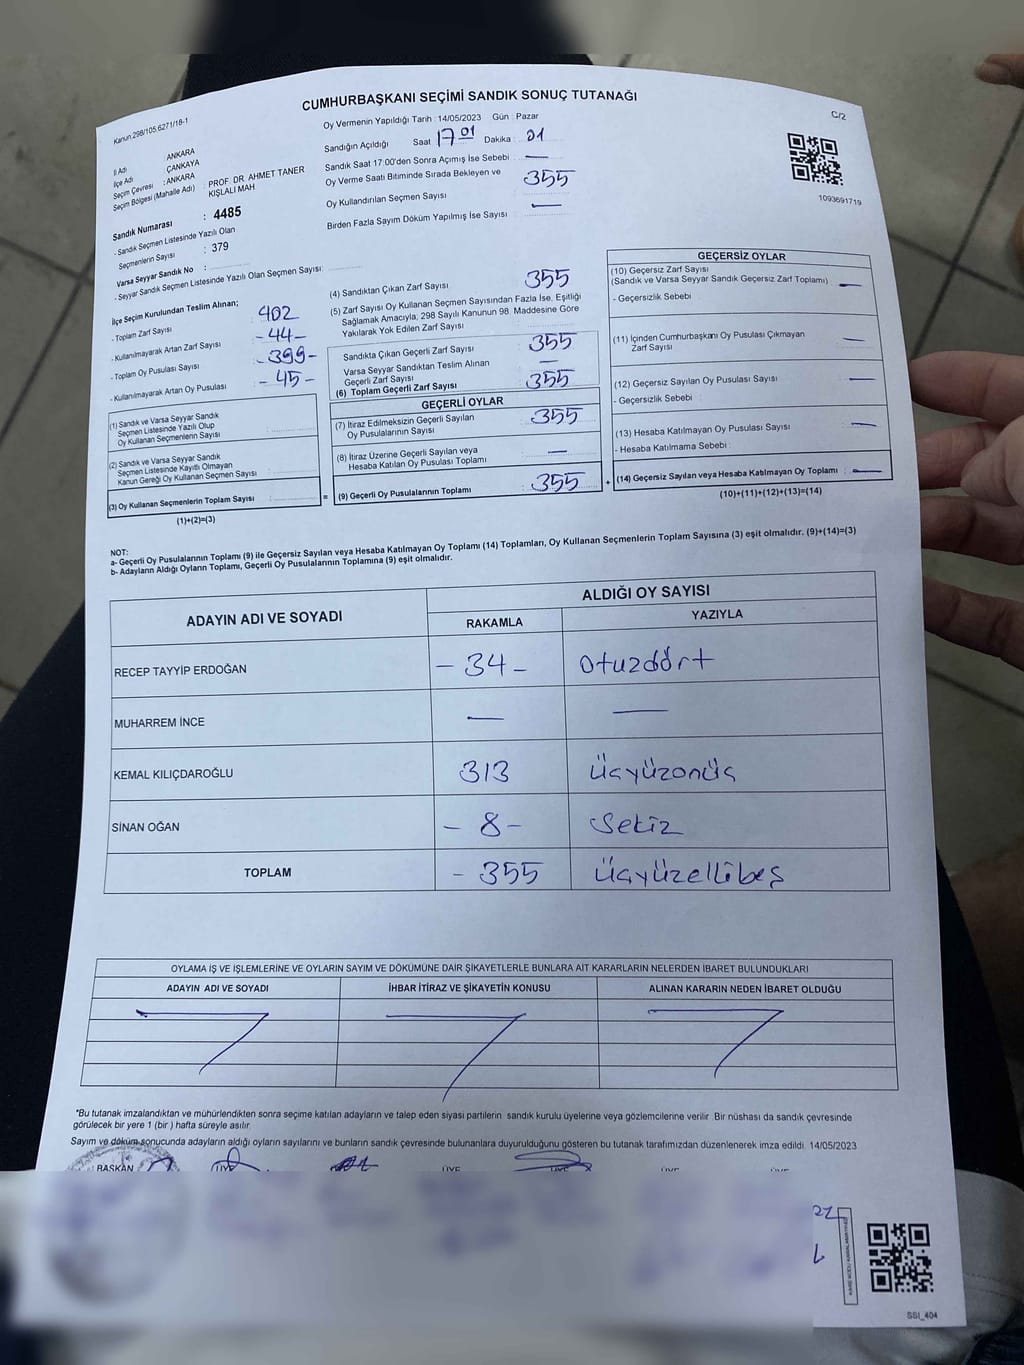 Kanun.298/105,6271/18-1
CUMHURBAŞKANI SEÇİMİ SANDIK SONUÇ TUTANAĞI
C/2
Oy Vermenin Yapıldığı Tarih : 14/05/2023 Gün : Pazar
Sandığın Açıldığı Saat 17 01 Dakika : 01
Sandık Saat 17:00'den Sonra Açımış İse Sebebi : —
Oy Verme Saati Bitiminde Sırada Bekleyen ve
Oy Kullandırılan Seçmen Sayısı : 355
Birden Fazla Sayım Döküm Yapılmış İse Sayısı : —
1093691719
İl Adı : ANKARA
İlçe Adı : ÇANKAYA
Seçim Çevresi : ANKARA
Seçim Bölgesi (Mahalle Adı) : PROF. DR. AHMET TANER
KIŞLALI MAH
Sandık Numarası : 4485
- Sandık Seçmen Listesinde Yazılı Olan
Seçmenlerin Sayısı : 379
Varsa Seyyar Sandık No :
- Seyyar Sandık Seçmen Listesinde Yazılı Olan Seçmen Sayısı:
İlçe Seçim Kurulundan Teslim Alınan;
- Toplam Zarf Sayısı 402
- Kullanılmayarak Artan Zarf Sayısı -44-
- Toplam Oy Pusulası Sayısı -399-
- Kullanılmayarak Artan Oy Pusulası -45-
(1) Sandık ve Varsa Seyyar Sandık
Seçmen Listesinde Yazılı Olup
Oy Kullanan Seçmenlerin Sayısı :
(2) Sandık ve Varsa Seyyar Sandık
Seçmen Listesinde Kayıtlı Olmayan
Kanun Gereği Oy Kullanan Seçmen Sayısı :
(3) Oy Kullanan Seçmenlerin Toplam Sayısı :
(1)+(2)=(3)
=
(4) Sandıktan Çıkan Zarf Sayısı 355
(5) Zarf Sayısı Oy Kullanan Seçmen Sayısından Fazla İse, Eşitliği
Sağlamak Amacıyla; 298 Sayılı Kanunun 98. Maddesine Göre
Yakılarak Yok Edilen Zarf Sayısı :
Sandıkta Çıkan Geçerli Zarf Sayısı : 355
Varsa Seyyar Sandıktan Teslim Alınan
Geçerli Zarf Sayısı : —
(6) Toplam Geçerli Zarf Sayısı : 355
GEÇERLİ OYLAR
(7) İtiraz Edilmeksizin Geçerli Sayılan
Oy Pusulalarının Sayısı : 355
(8) İtiraz Üzerine Geçerli Sayılan veya
Hesaba Katılan Oy Pusulası Toplamı : —
(9) Geçerli Oy Pusulalarının Toplamı : 355
+
GEÇERSİZ OYLAR
(10) Geçersiz Zarf Sayısı
(Sandık ve Varsa Seyyar Sandık Geçersiz Zarf Toplamı) : —
- Geçersizlik Sebebi :
(11) İçinden Cumhurbaşkanı Oy Pusulası Çıkmayan
Zarf Sayısı : —
(12) Geçersiz Sayılan Oy Pusulası Sayısı : —
- Geçersizlik Sebebi :
(13) Hesaba Katılmayan Oy Pusulası Sayısı : —
- Hesaba Katılmama Sebebi :
(14) Geçersiz Sayılan veya Hesaba Katılmayan Oy Toplamı : —
(10)+(11)+(12)+(13)=(14)
NOT:
a- Geçerli Oy Pusulalarının Toplamı (9) ile Geçersiz Sayılan veya Hesaba Katılmayan Oy Toplamı (14) Toplamları, Oy Kullanan Seçmenlerin Toplam Sayısına (3) eşit olmalıdır. (9)+(14)=(3)
b- Adayların Aldığı Oyların Toplamı, Geçerli Oy Pusulalarının Toplamına (9) eşit olmalıdır.
ADAYIN ADI VE SOYADI
ALDIĞI OY SAYISI
RAKAMLA YAZIYLA
RECEP TAYYİP ERDOĞAN - 34 - otuzdört
MUHARREM İNCE — —
KEMAL KILIÇDAROĞLU 313 üçyüzonüç
SİNAN OĞAN - 8 - sekiz
TOPLAM - 355 üçyüzellibeş
OYLAMA İŞ VE İŞLEMLERİNE VE OYLARIN SAYIM VE DÖKÜMÜNE DAİR ŞİKAYETLERLE BUNLARA AİT KARARLARIN NELERDEN İBARET BULUNDUKLARI
ADAYIN ADI VE SOYADI İHBAR İTİRAZ VE ŞİKAYETİN KONUSU ALINAN KARARIN NEDEN İBARET OLDUĞU
"Bu tutanak imzalandıktan ve mühürlendikten sonra seçime katılan adayların ve talep eden siyasi partilerin sandık kurulu üyelerine veya gözlemcilerine verilir. Bir nüshası da sandık çevresinde
görülecek bir yere 1 (bir ) hafta süreyle asılır.
Sayım ve döküm sonucunda adayların aldığı oyların sayılarını ve bunların sandık çevresinde bulunanlara duyurulduğunu gösteren bu tutanak tarafımızdan düzenlenerek imza edildi. 14/05/2023
BAŞKAN ÜYE ÜYE ÜYE ÜYE ÜYE
SSI_404